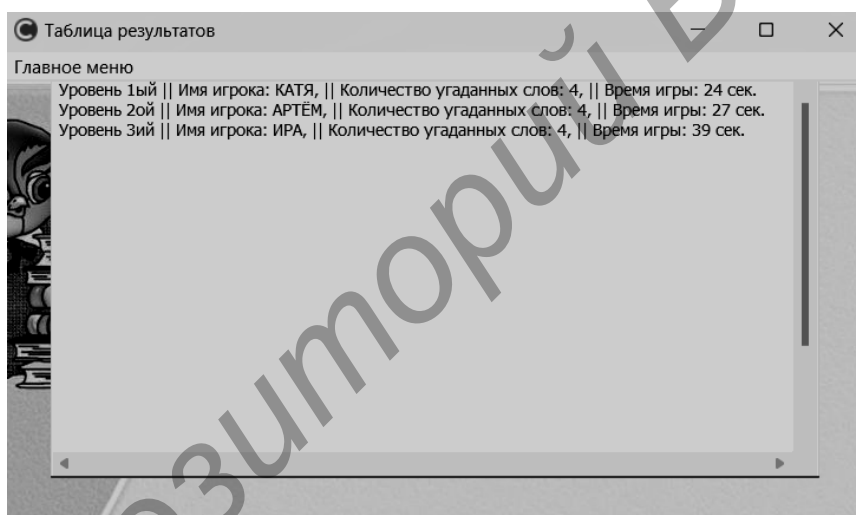 Таблица результатов
Главное меню
Уровень 1ый || Имя игрока: КАТЯ, || Количество угаданных слов: 4, || Время игры: 24 сек.
Уровень 2ой || Имя игрока: АРТЁМ, || Количество угаданных слов: 4, || Время игры: 27 сек.
Уровень 3ий || Имя игрока: ИРА, || Количество угаданных слов: 4, || Время игры: 39 сек.